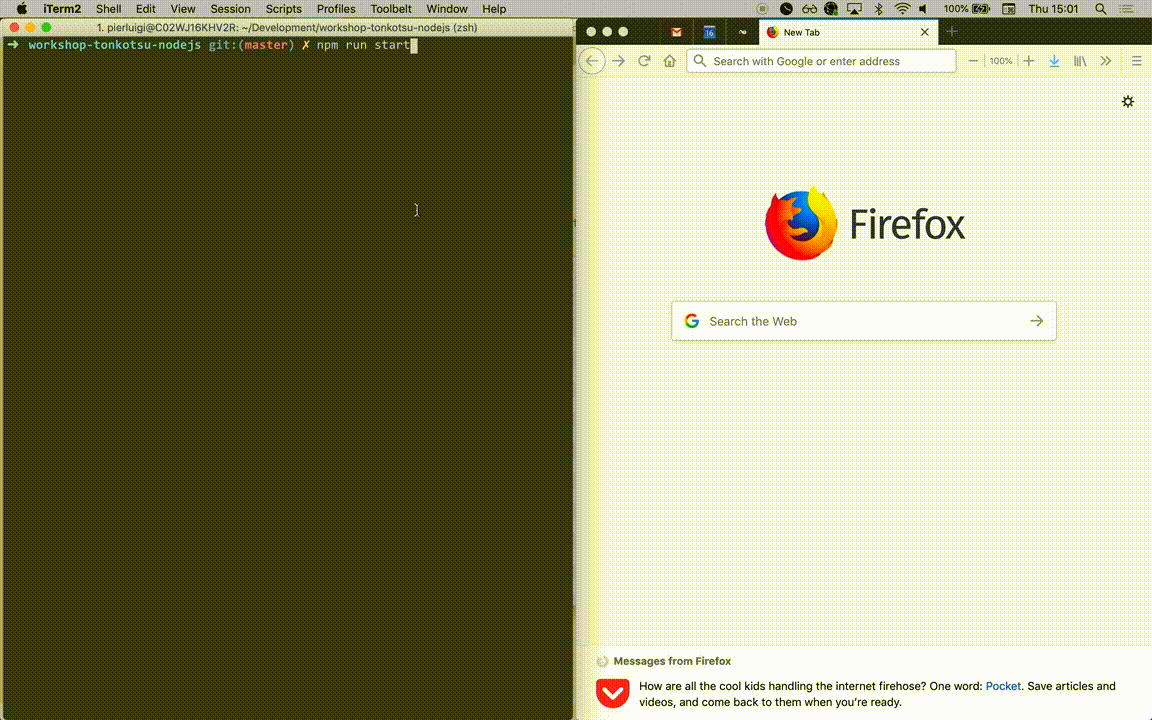 iTerm2 Shell Edit View Session Scripts Profiles Toolbelt Window Help 100% Thu 15:01
1. pierluigi@C02WJ16KHV2R: ~/Development/workshop-tonkotsu-nodejs (zsh)
➜ workshop-tonkotsu-nodejs git:(master) ✗ npm run start
16 New Tab
Search with Google or enter address 100%
Firefox
Search the Web
Messages from Firefox
How are all the cool kids handling the internet firehose? One word: Pocket. Save articles and
videos, and come back to them when you're ready.